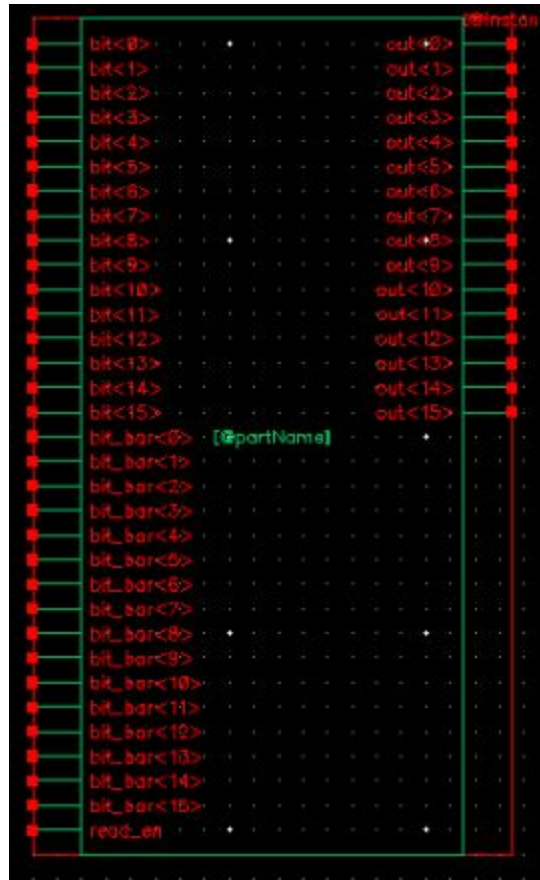 [@instan
bit<0> out<0>
bit<1> out<1>
bit<2> out<2>
bit<3> out<3>
bit<4> out<4>
bit<5> out<5>
bit<6> out<6>
bit<7> out<7>
bit<8> out<8>
bit<9> out<9>
bit<10> out<10>
bit<11> out<11>
bit<12> out<12>
bit<13> out<13>
bit<14> out<14>
bit<15> out<15>
bit_bar<0> [@partName]
bit_bar<1>
bit_bar<2>
bit_bar<3>
bit_bar<4>
bit_bar<5>
bit_bar<6>
bit_bar<7>
bit_bar<8>
bit_bar<9>
bit_bar<10>
bit_bar<11>
bit_bar<12>
bit_bar<13>
bit_bar<14>
bit_bar<15>
read_en